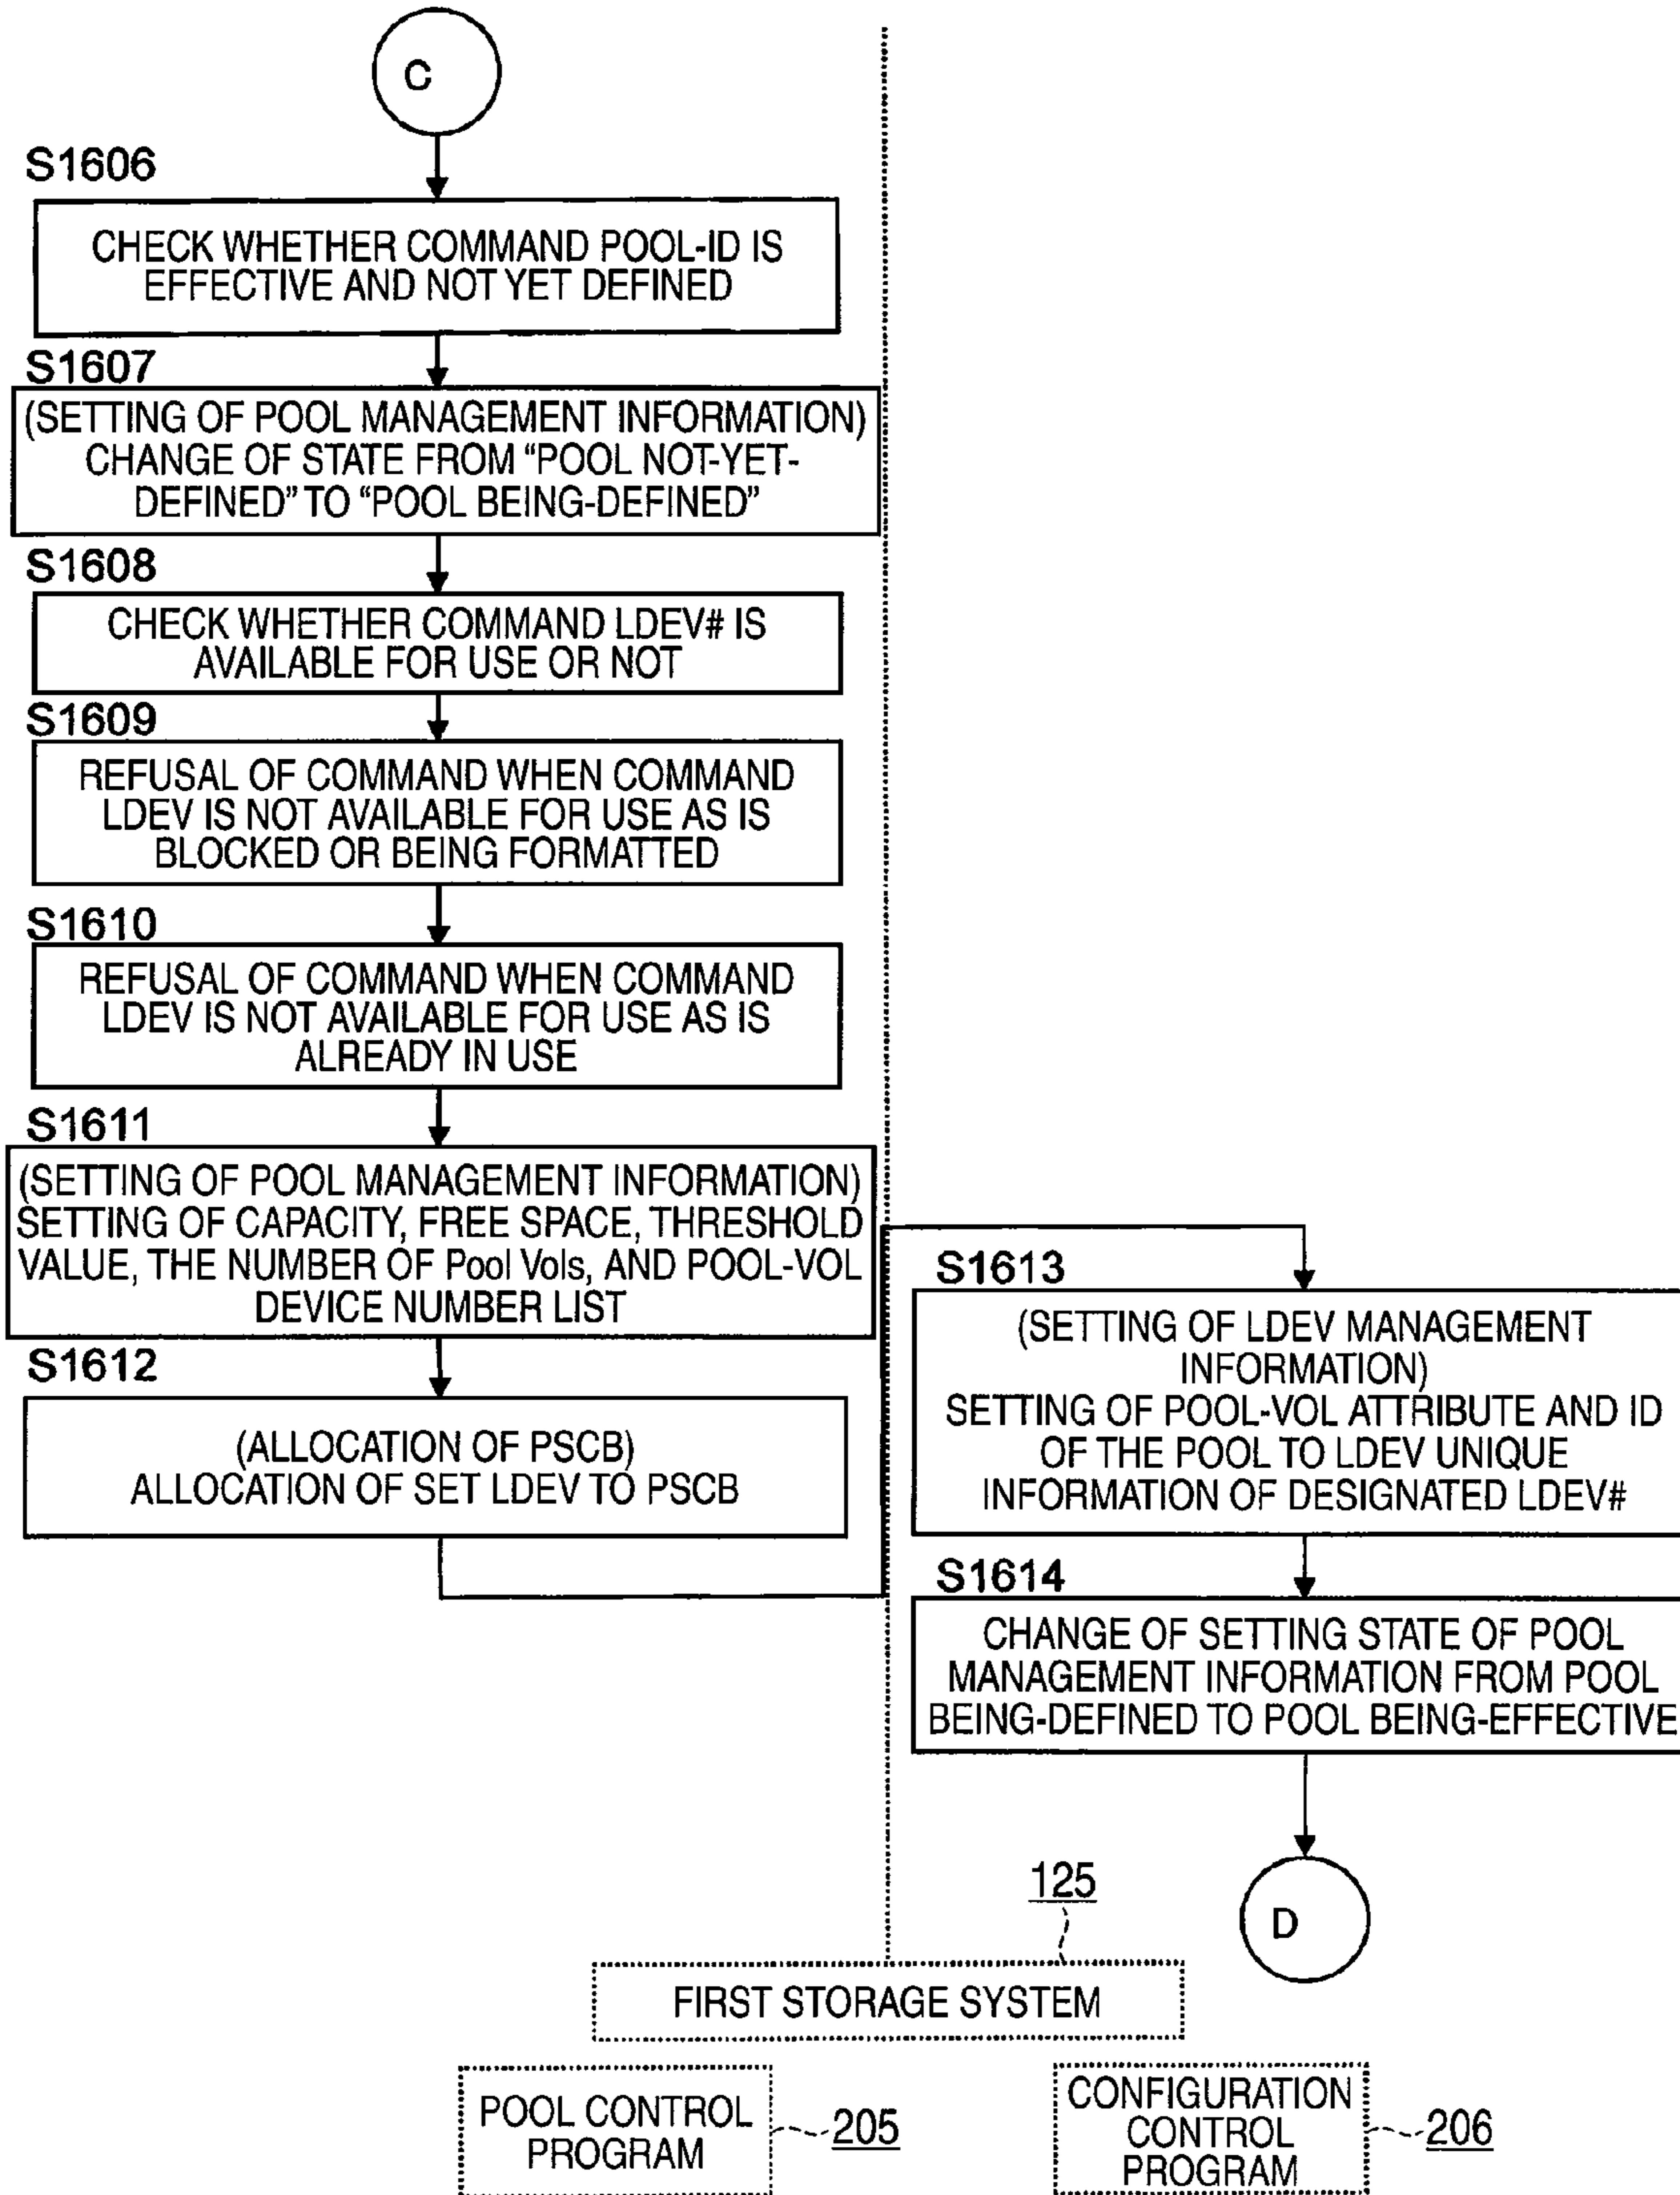 C
S1606
CHECK WHETHER COMMAND POOL-ID IS
EFFECTIVE AND NOT YET DEFINED
S1607
(SETTING OF POOL MANAGEMENT INFORMATION)
CHANGE OF STATE FROM “POOL NOT-YET-
DEFINED” TO “POOL BEING-DEFINED”
S1608
CHECK WHETHER COMMAND LDEV# IS
AVAILABLE FOR USE OR NOT
S1609
REFUSAL OF COMMAND WHEN COMMAND
LDEV IS NOT AVAILABLE FOR USE AS IS
BLOCKED OR BEING FORMATTED
S1610
REFUSAL OF COMMAND WHEN COMMAND
LDEV IS NOT AVAILABLE FOR USE AS IS
ALREADY IN USE
S1611
(SETTING OF POOL MANAGEMENT INFORMATION)
SETTING OF CAPACITY, FREE SPACE, THRESHOLD
VALUE, THE NUMBER OF Pool Vols, AND POOL-VOL
DEVICE NUMBER LIST
S1612
(ALLOCATION OF PSCB)
ALLOCATION OF SET LDEV TO PSCB
S1613
(SETTING OF LDEV MANAGEMENT
INFORMATION)
SETTING OF POOL-VOL ATTRIBUTE AND ID
OF THE POOL TO LDEV UNIQUE
INFORMATION OF DESIGNATED LDEV#
S1614
CHANGE OF SETTING STATE OF POOL
MANAGEMENT INFORMATION FROM POOL
BEING-DEFINED TO POOL BEING-EFFECTIVE
D
125
FIRST STORAGE SYSTEM
POOL CONTROL
PROGRAM
205
CONFIGURATION
CONTROL
PROGRAM
206